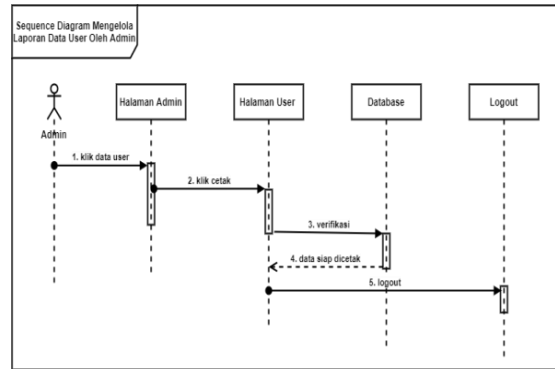 Sequence Diagram Mengelola
Laporan Data User Oleh Admin
Halaman Admin
Halaman User
Database
Logout
Admin
1. klik data user
2. klik cetak
3. verifikasi
4. data siap dicetak
5. logout